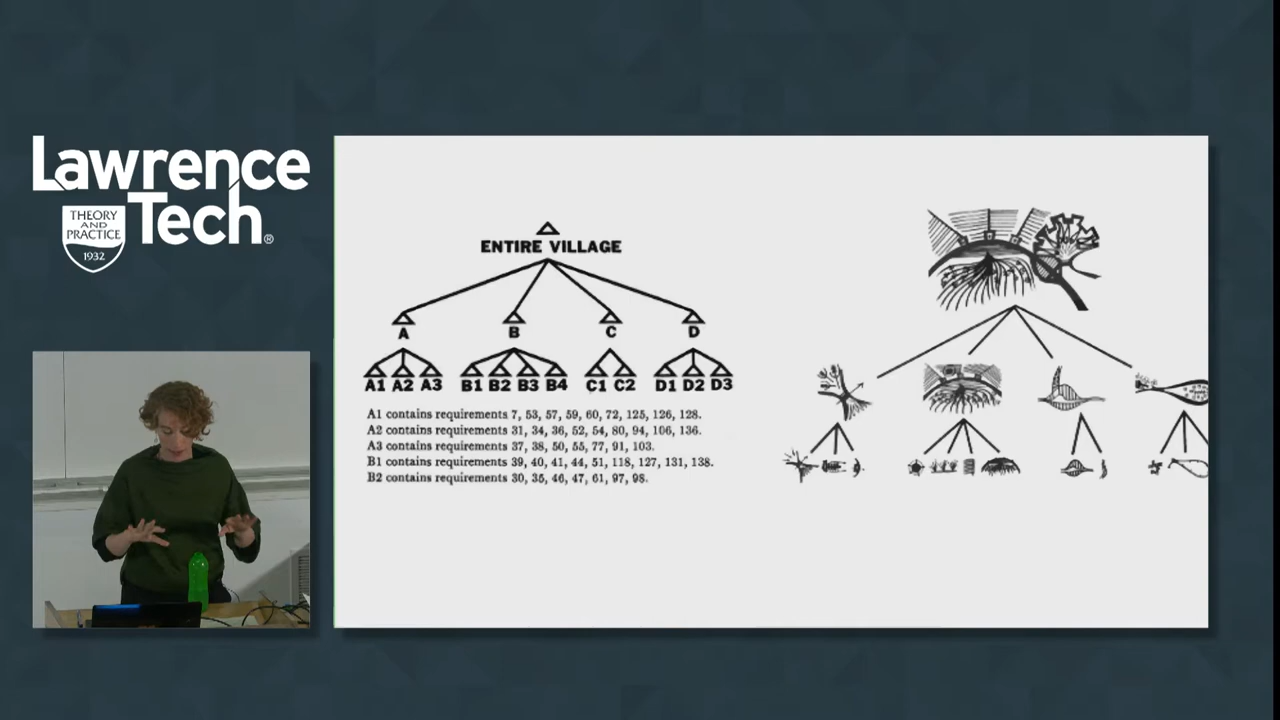 Lawrence
Tech®
THEORY
AND
PRACTICE
1932
ENTIRE VILLAGE
A B C D
A1 A2 A3 B1 B2 B3 B4 C1 C2 D1 D2 D3
A1 contains requirements 7, 53, 57, 59, 60, 72, 125, 126, 128.
A2 contains requirements 31, 34, 36, 52, 54, 80, 94, 106, 136.
A3 contains requirements 37, 38, 50, 55, 77, 91, 103.
B1 contains requirements 39, 40, 41, 44, 51, 118, 127, 131, 138.
B2 contains requirements 30, 35, 46, 47, 61, 97, 98.